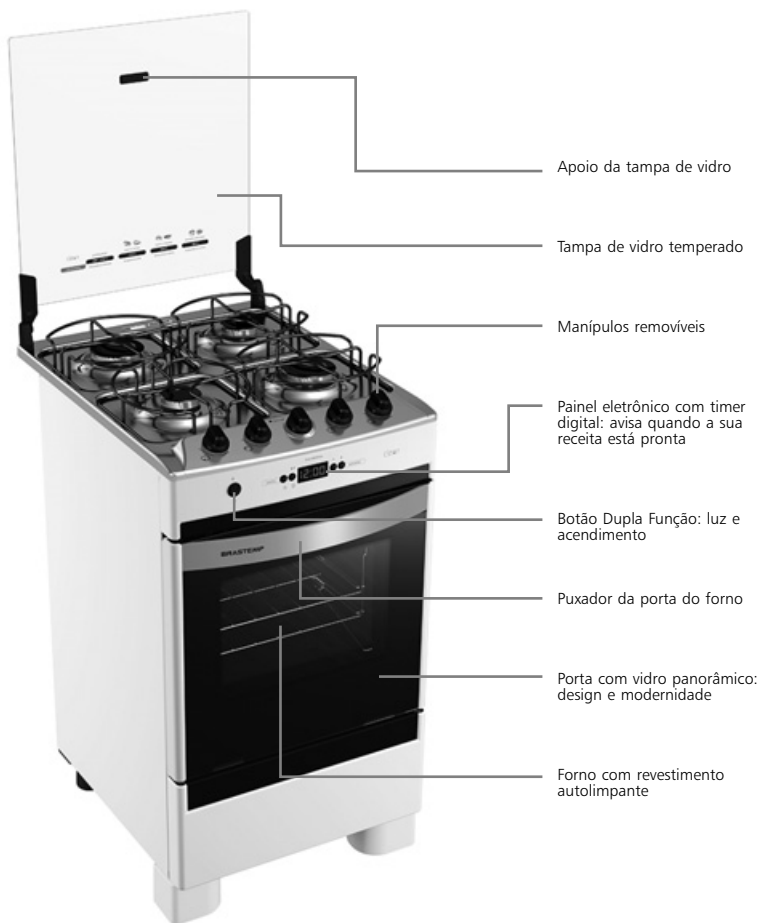 Apoio da tampa de vidro
Tampa de vidro temperado
Manípulos removíveis
Painel eletrônico com timer
digital: avisa quando a sua
receita está pronta
12:00
Botão Dupla Função: luz e
acendimento
BRASTEMP
Puxador da porta do forno
Porta com vidro panorâmico:
design e modernidade
Forno com revestimento
autolimpante